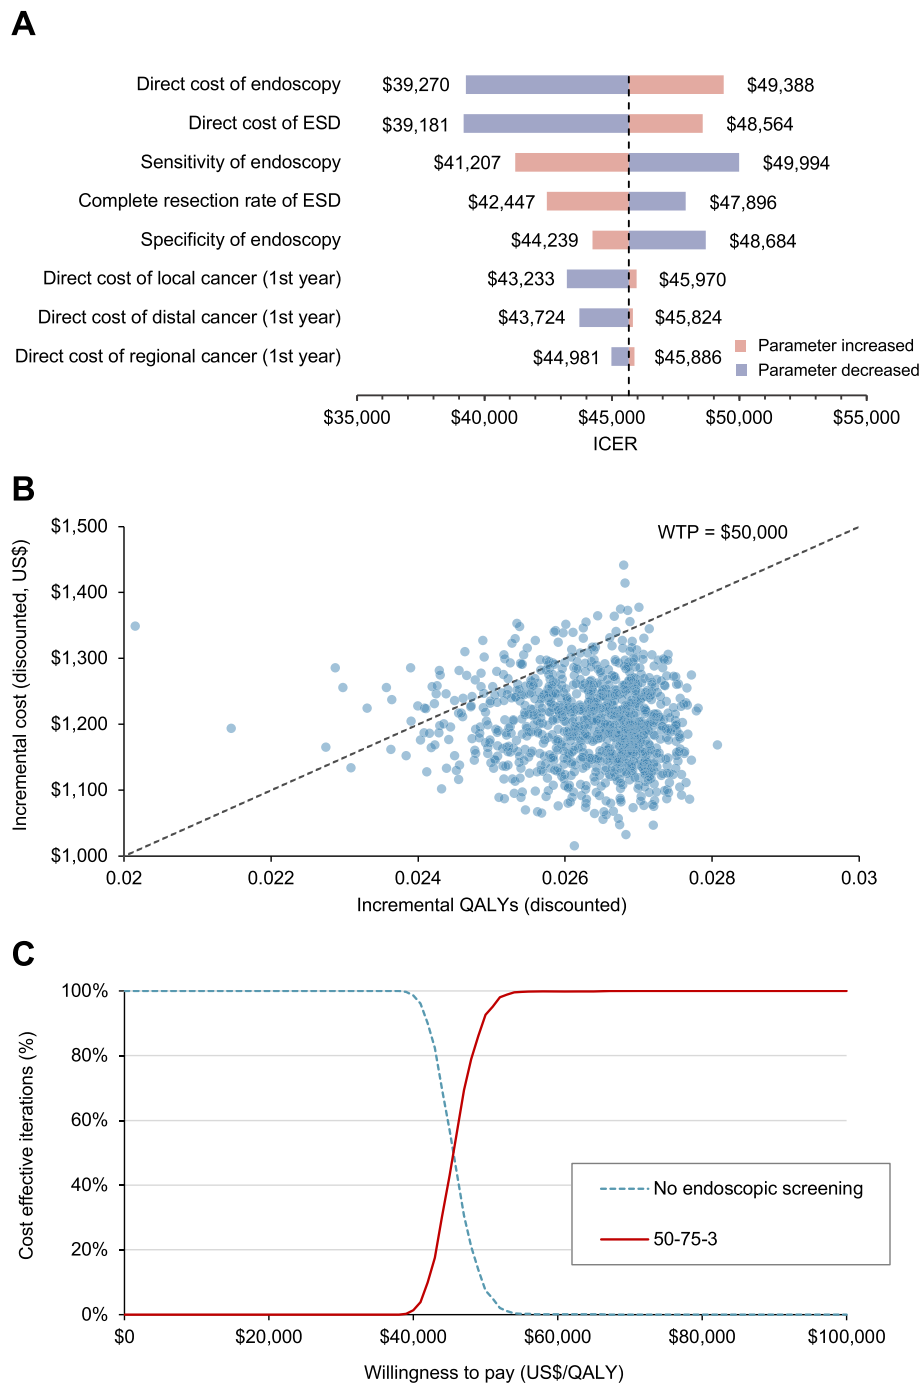 A
Direct cost of endoscopy $39,270 $49,388
Direct cost of ESD $39,181 $48,564
Sensitivity of endoscopy $41,207 $49,994
Complete resection rate of ESD $42,447 $47,896
Specificity of endoscopy $44,239 $48,684
Direct cost of local cancer (1st year) $43,233 $45,970
Direct cost of distal cancer (1st year) $43,724 $45,824
Direct cost of regional cancer (1st year) $44,981 $45,886
Parameter increased
Parameter decreased
$35,000 $40,000 $45,000 $50,000 $55,000
ICER
B
Incremental cost (discounted, US$)
$1,500
$1,400
$1,300
$1,200
$1,100
$1,000
WTP = $50,000
0.02 0.022 0.024 0.026 0.028 0.03
Incremental QALYs (discounted)
C
Cost effective iterations (%)
100%
80%
60%
40%
20%
0%
No endoscopic screening
50-75-3
$0 $20,000 $40,000 $60,000 $80,000 $100,000
Willingness to pay (US$/QALY)